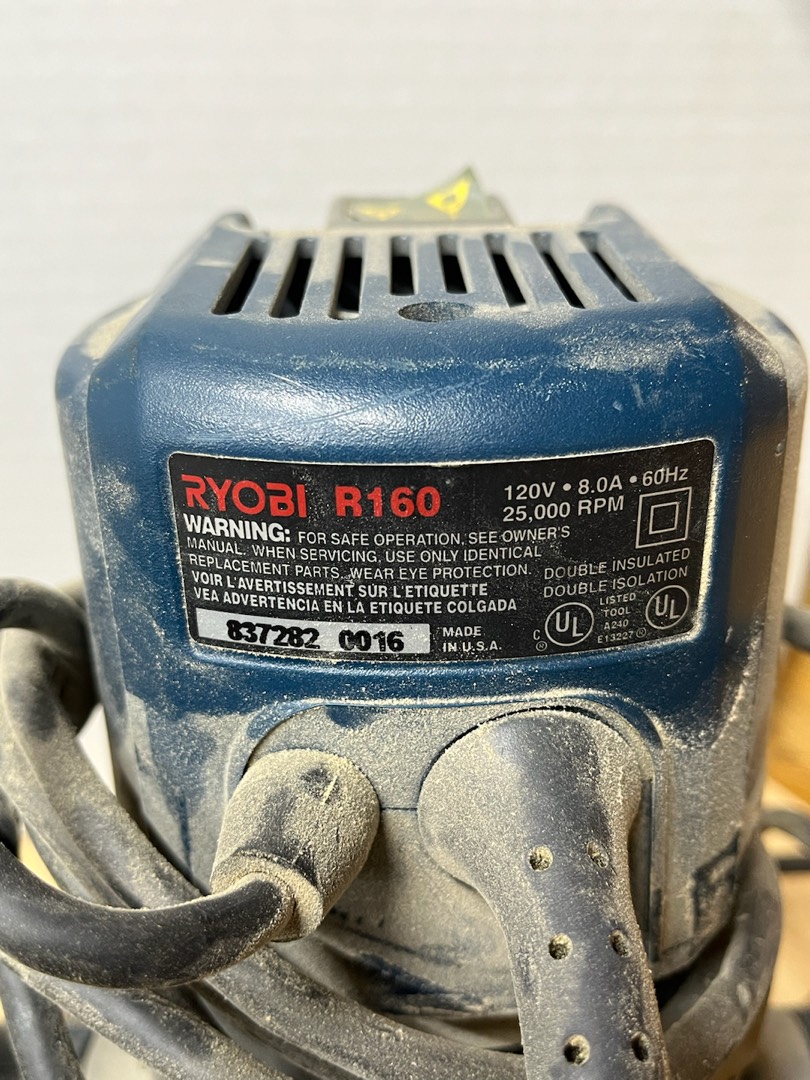 RYOBI R160
120V • 8.0A • 60Hz
25,000 RPM
WARNING: FOR SAFE OPERATION, SEE OWNER'S
MANUAL. WHEN SERVICING, USE ONLY IDENTICAL
REPLACEMENT PARTS. WEAR EYE PROTECTION.
VOIR L'AVERTISSEMENT SUR L'ETIQUETTE
VEA ADVERTENCIA EN LA ETIQUETE COLGADA
837282 0016
MADE
IN U.S.A.
DOUBLE INSULATED
DOUBLE ISOLATION
C UL ®
LISTED
TOOL
A240
E13227
UL ®